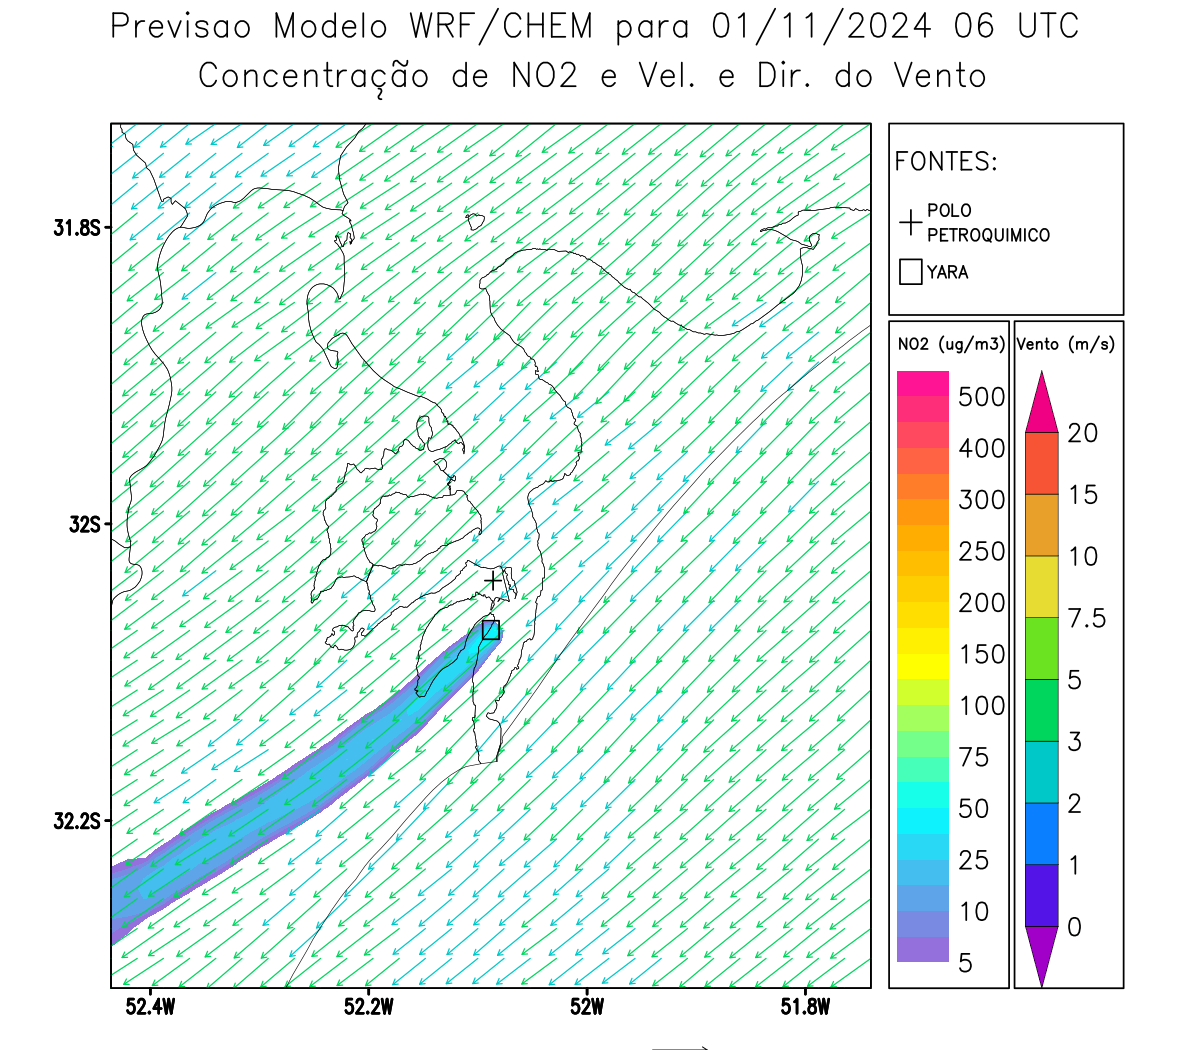 Previsao Modelo WRF/CHEM para 01/11/2024 06 UTC
Concentração de NO2 e Vel. e Dir. do Vento
FONTES:
POLO
PETROQUIMICO
YARA
NO2 (ug/m3)
500
400
300
250
200
150
100
75
50
25
10
5
Vento (m/s)
20
15
10
7.5
5
3
2
1
0
31.8S
32S
32.2S
52.4W
52.2W
52W
51.8W